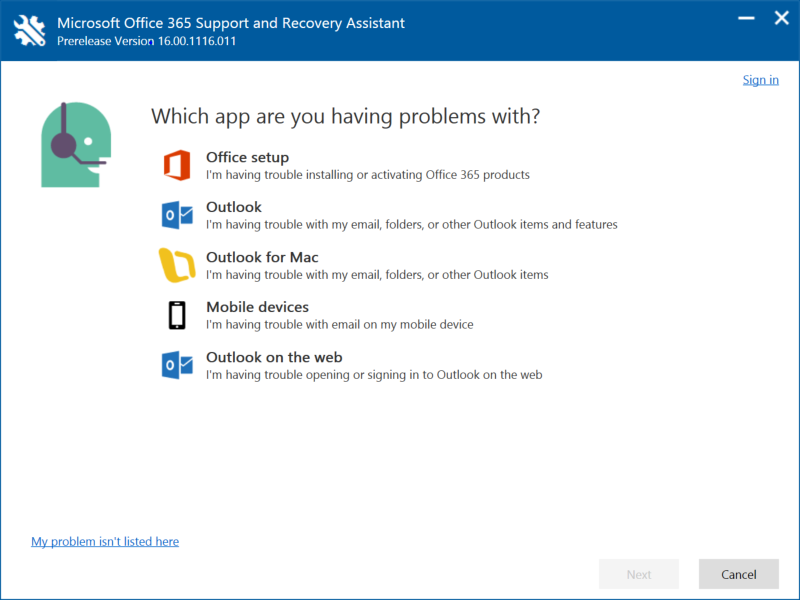 Microsoft Office 365 Support and Recovery Assistant
Prerelease Version 16.00.1116.011
Sign in
Which app are you having problems with?
Office setup
I'm having trouble installing or activating Office 365 products
Outlook
I'm having trouble with my email, folders, or other Outlook items and features
Outlook for Mac
I'm having trouble with my email, folders, or other Outlook items
Mobile devices
I'm having trouble with email on my mobile device
Outlook on the web
I'm having trouble opening or signing in to Outlook on the web
My problem isn't listed here
Next
Cancel